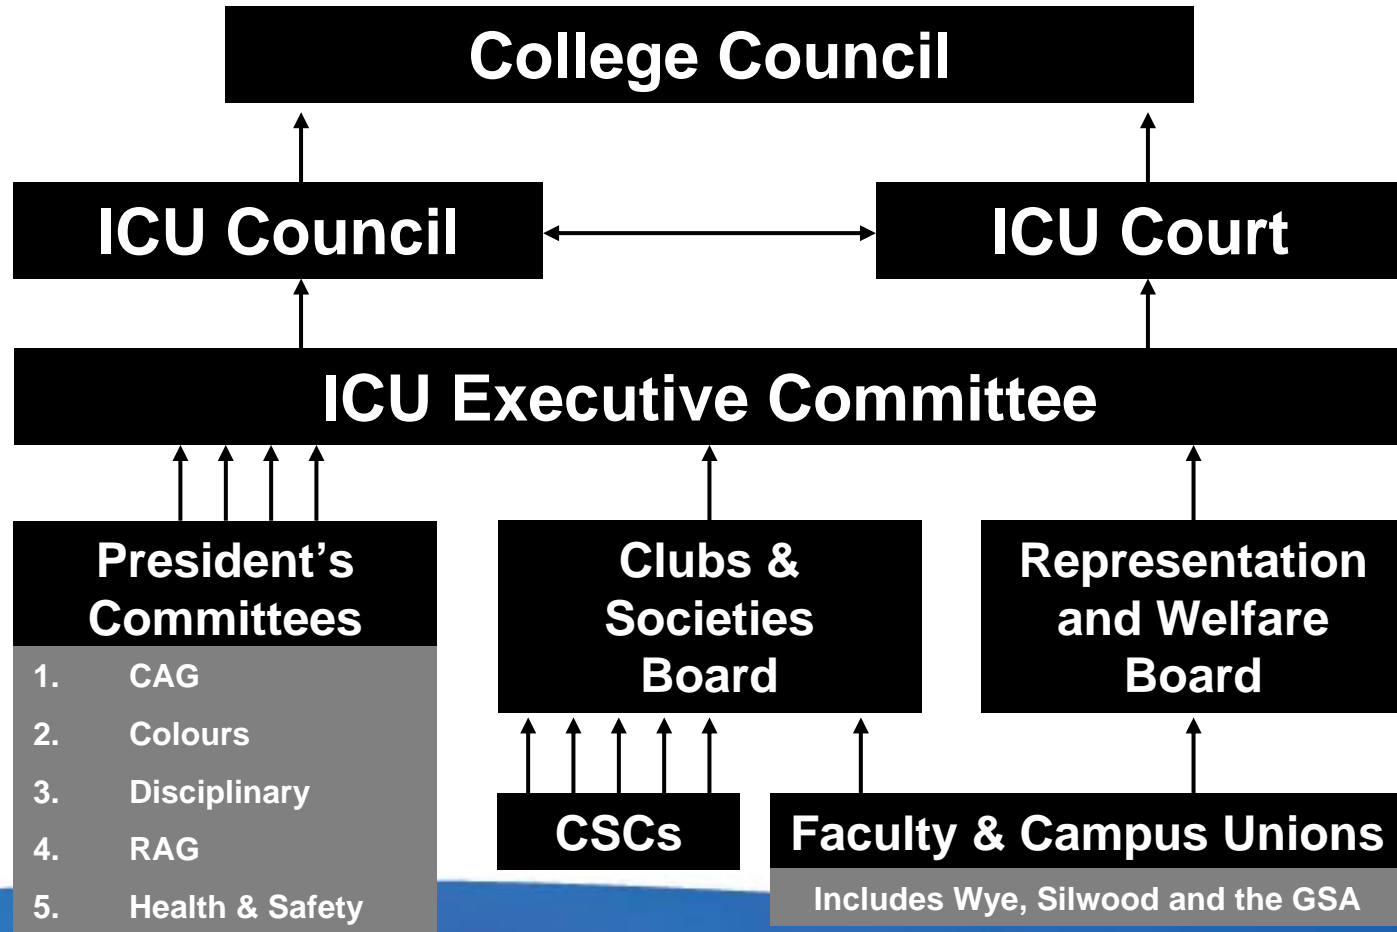 College Council
ICU Council
ICU Court
ICU Executive Committee
President’s
Committees
1. CAG
2. Colours
3. Disciplinary
4. RAG
5. Health & Safety
Clubs &
Societies
Board
Representation
and Welfare
Board
CSCs
Faculty & Campus Unions
Includes Wye, Silwood and the GSA